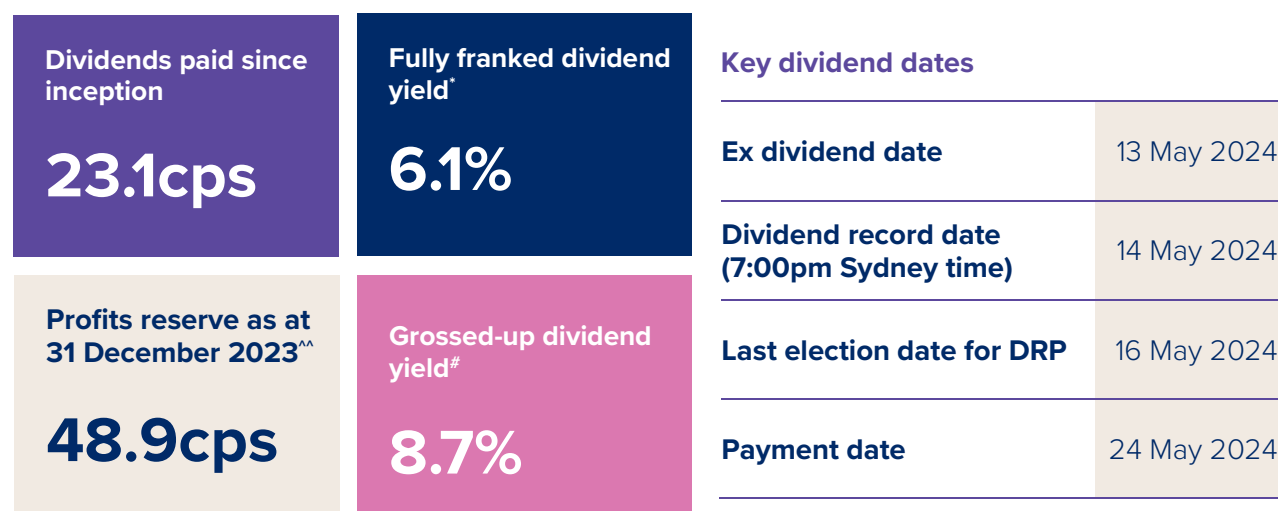 Dividends paid since
inception
23.1cps
Fully franked dividend
yield*
6.1%
Profits reserve as at
31 December 2023^^
48.9cps
Grossed-up dividend
yield#
8.7%
Key dividend dates
Ex dividend date 13 May 2024
Dividend record date
(7:00pm Sydney time) 14 May 2024
Last election date for DRP 16 May 2024
Payment date 24 May 2024